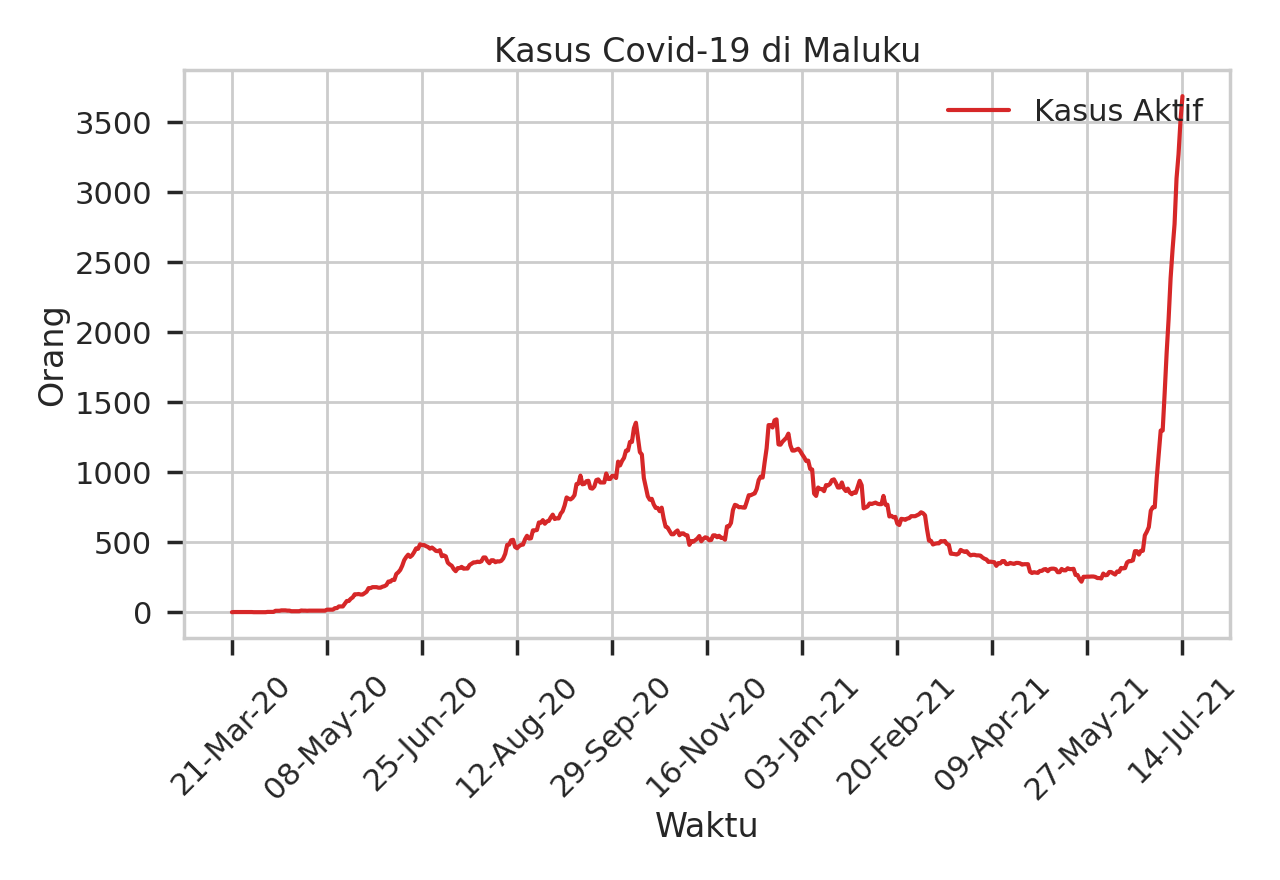 Kasus Covid-19 di Maluku
Kasus Aktif
Orang
3500
3000
2500
2000
1500
1000
500
0
21-Mar-20
08-May-20
25-Jun-20
12-Aug-20
29-Sep-20
16-Nov-20
03-Jan-21
20-Feb-21
09-Apr-21
27-May-21
14-Jul-21
Waktu